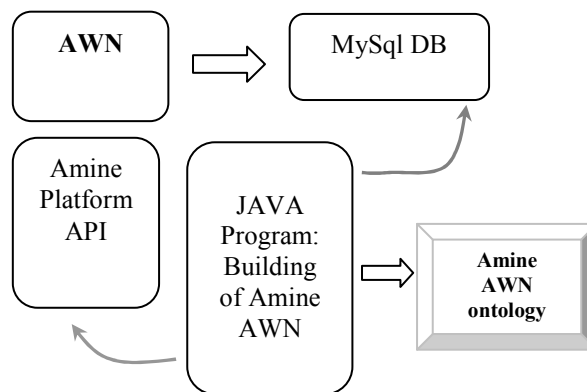 AWN
MySql DB
Amine
Platform
API
JAVA
Program:
Building
of Amine
AWN
Amine
AWN
ontology